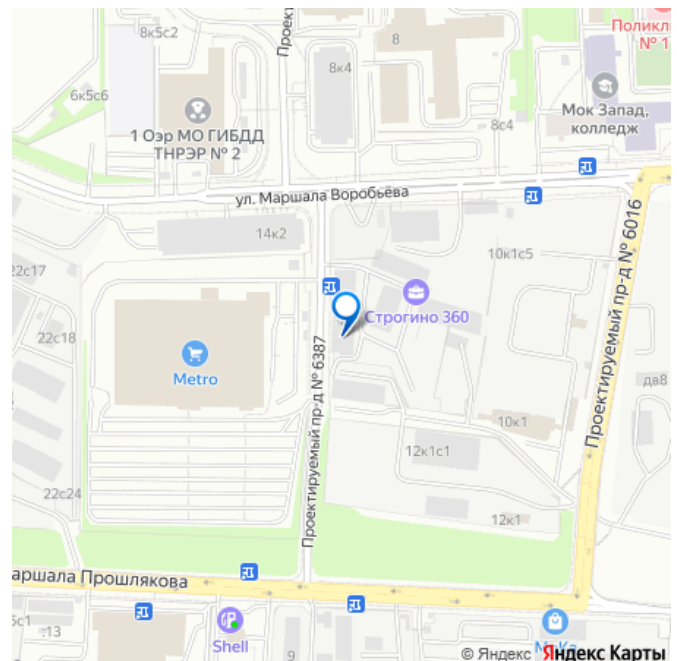 8к5с2
Проект
Поликл
№ 1
8
8к4
6к5с6
1 Оэр МО ГИБДД
ТНРЭР № 2
Мок Запад,
колледж
8с4
ул. Маршала Воробьёва
14к2
10к1с5
22с17
Строгино 360
22с18
Metro
Проектируемый пр-д № 6387
Проектируемый пр-д № 6016
дв8
10к1
12к1с1
22с24
12к1
аршала Прошлякова
5с1
13
Shell
9
© Яндекс Яндекс Карты